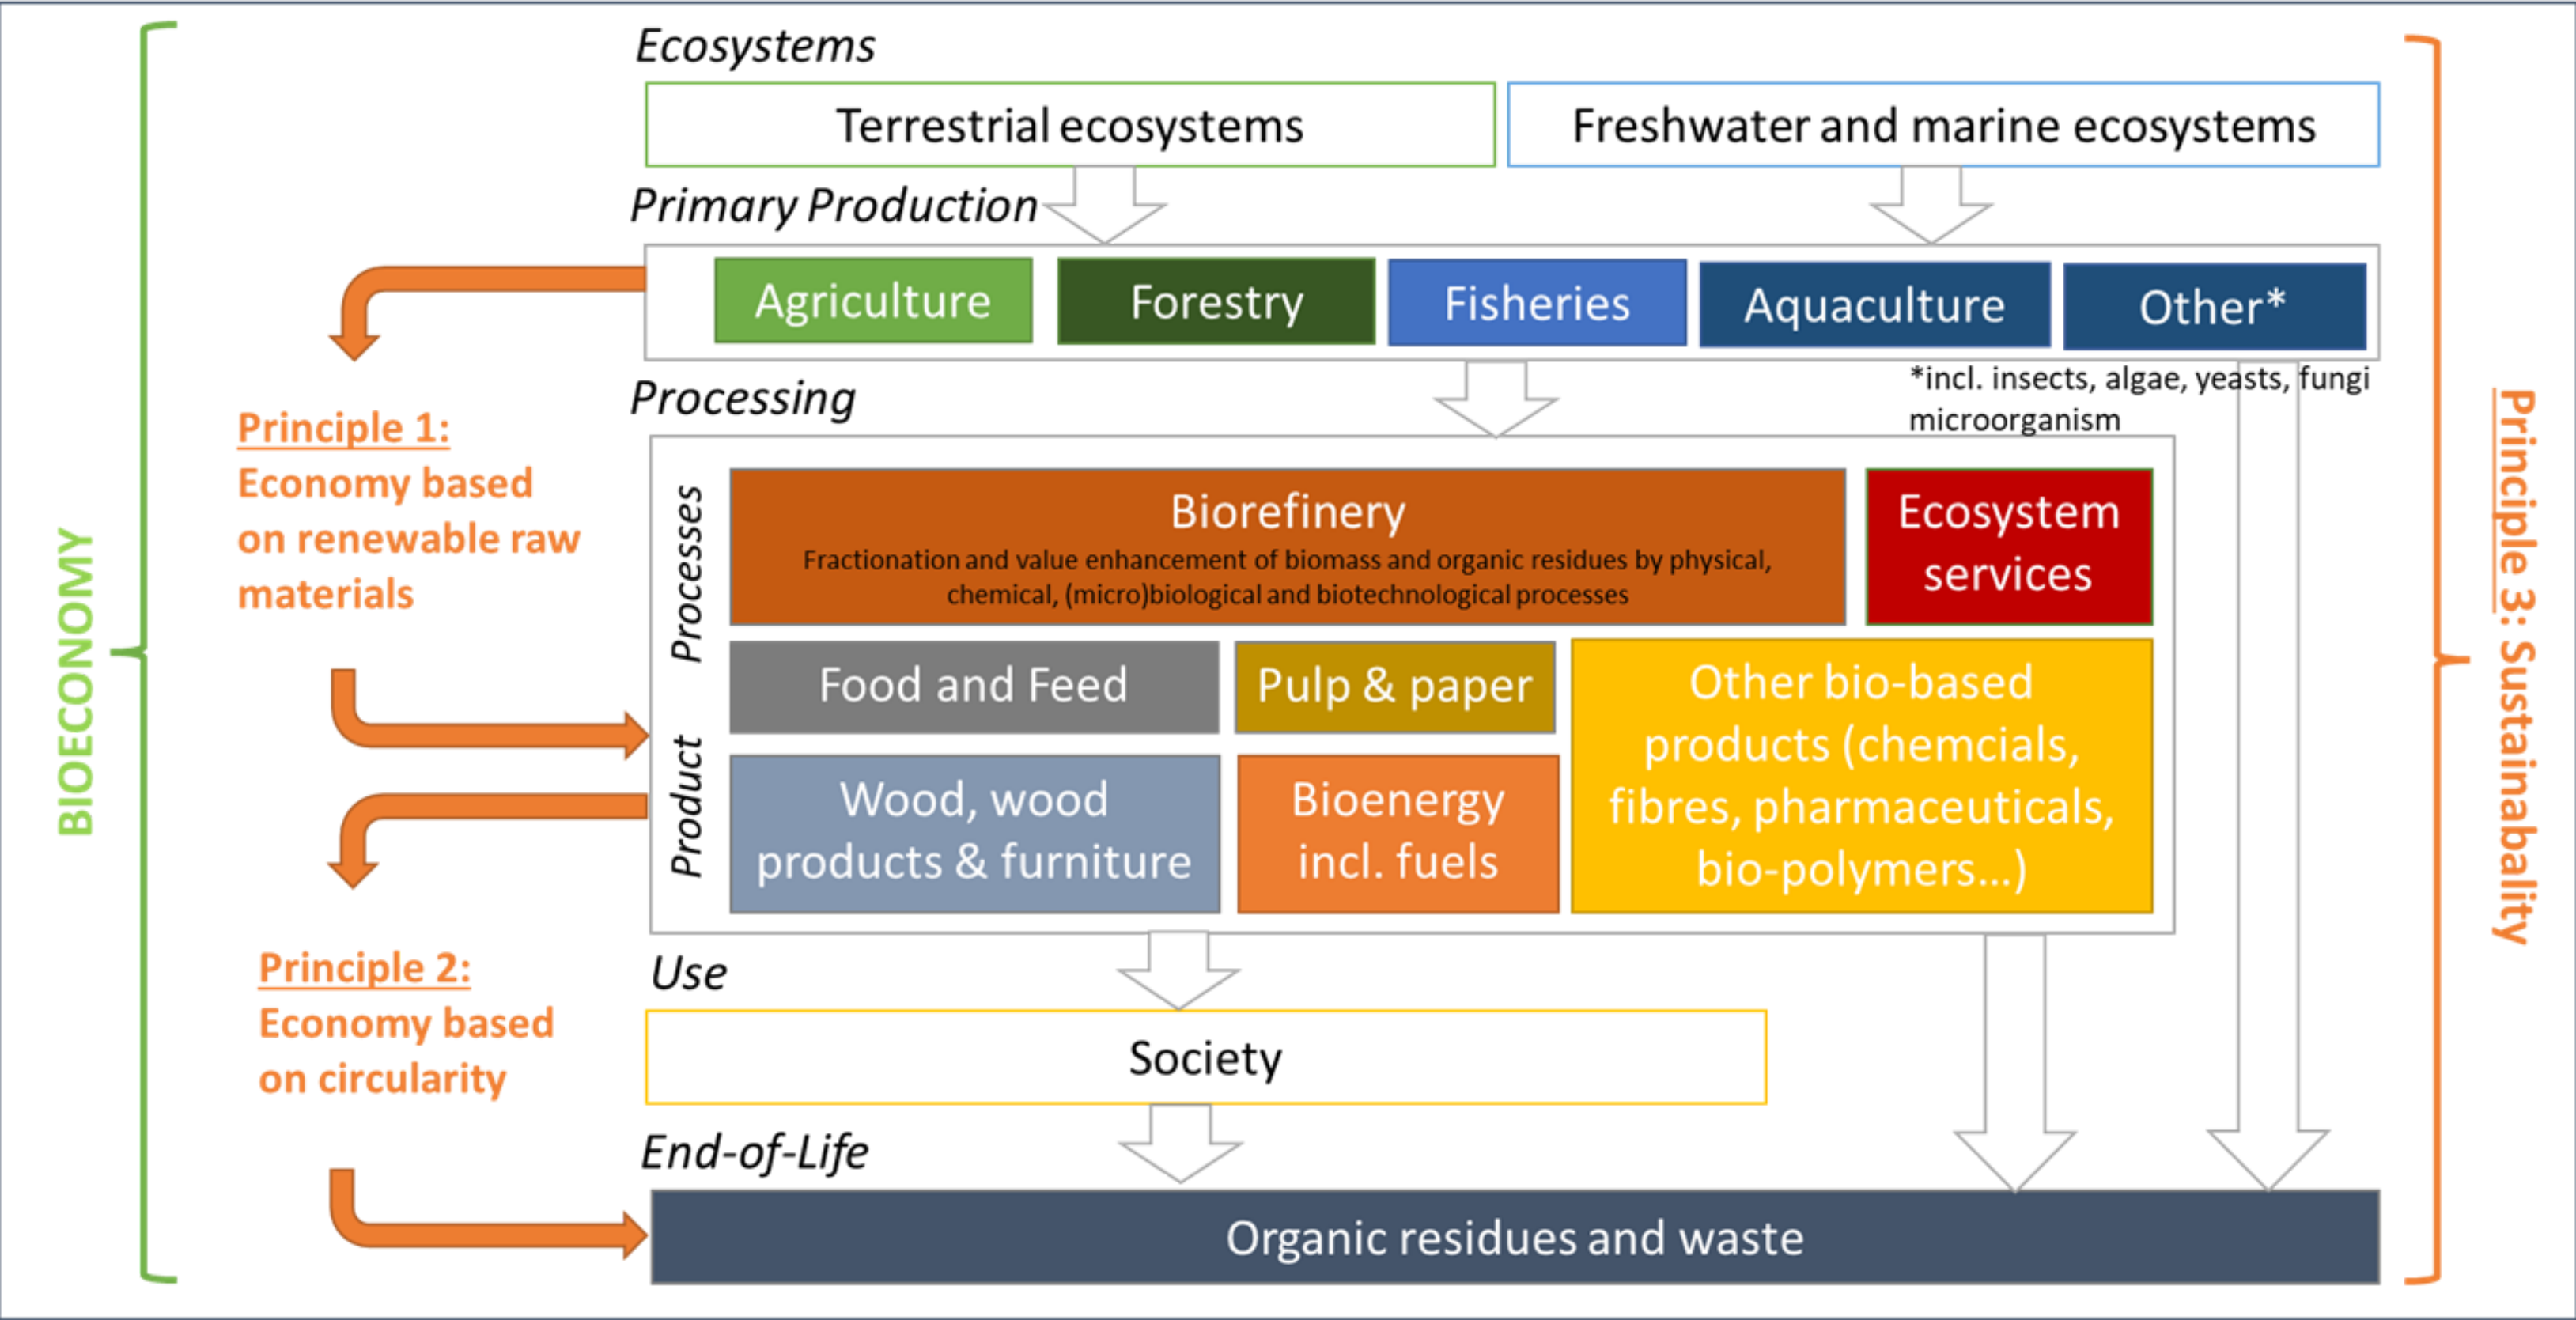 Ecosystems
Terrestrial ecosystems
Freshwater and marine ecosystems
Primary Production
Agriculture
Forestry
Fisheries
Aquaculture
Other*
*incl. insects, algae, yeasts, fungi
microorganism
Processing
Principle 1:
Economy based
on renewable raw
materials
Processes
Biorefinery
Fractionation and value enhancement of biomass and organic residues by physical,
chemical, (micro)biological and biotechnological processes
Ecosystem
services
Product
Food and Feed
Pulp & paper
Other bio-based
products (chemcials,
fibres, pharmaceuticals,
bio-polymers...)
Wood, wood
products & furniture
Bioenergy
incl. fuels
BIOECONOMY
Principle 3: Sustainabality
Principle 2:
Economy based
on circularity
Use
Society
End-of-Life
Organic residues and waste